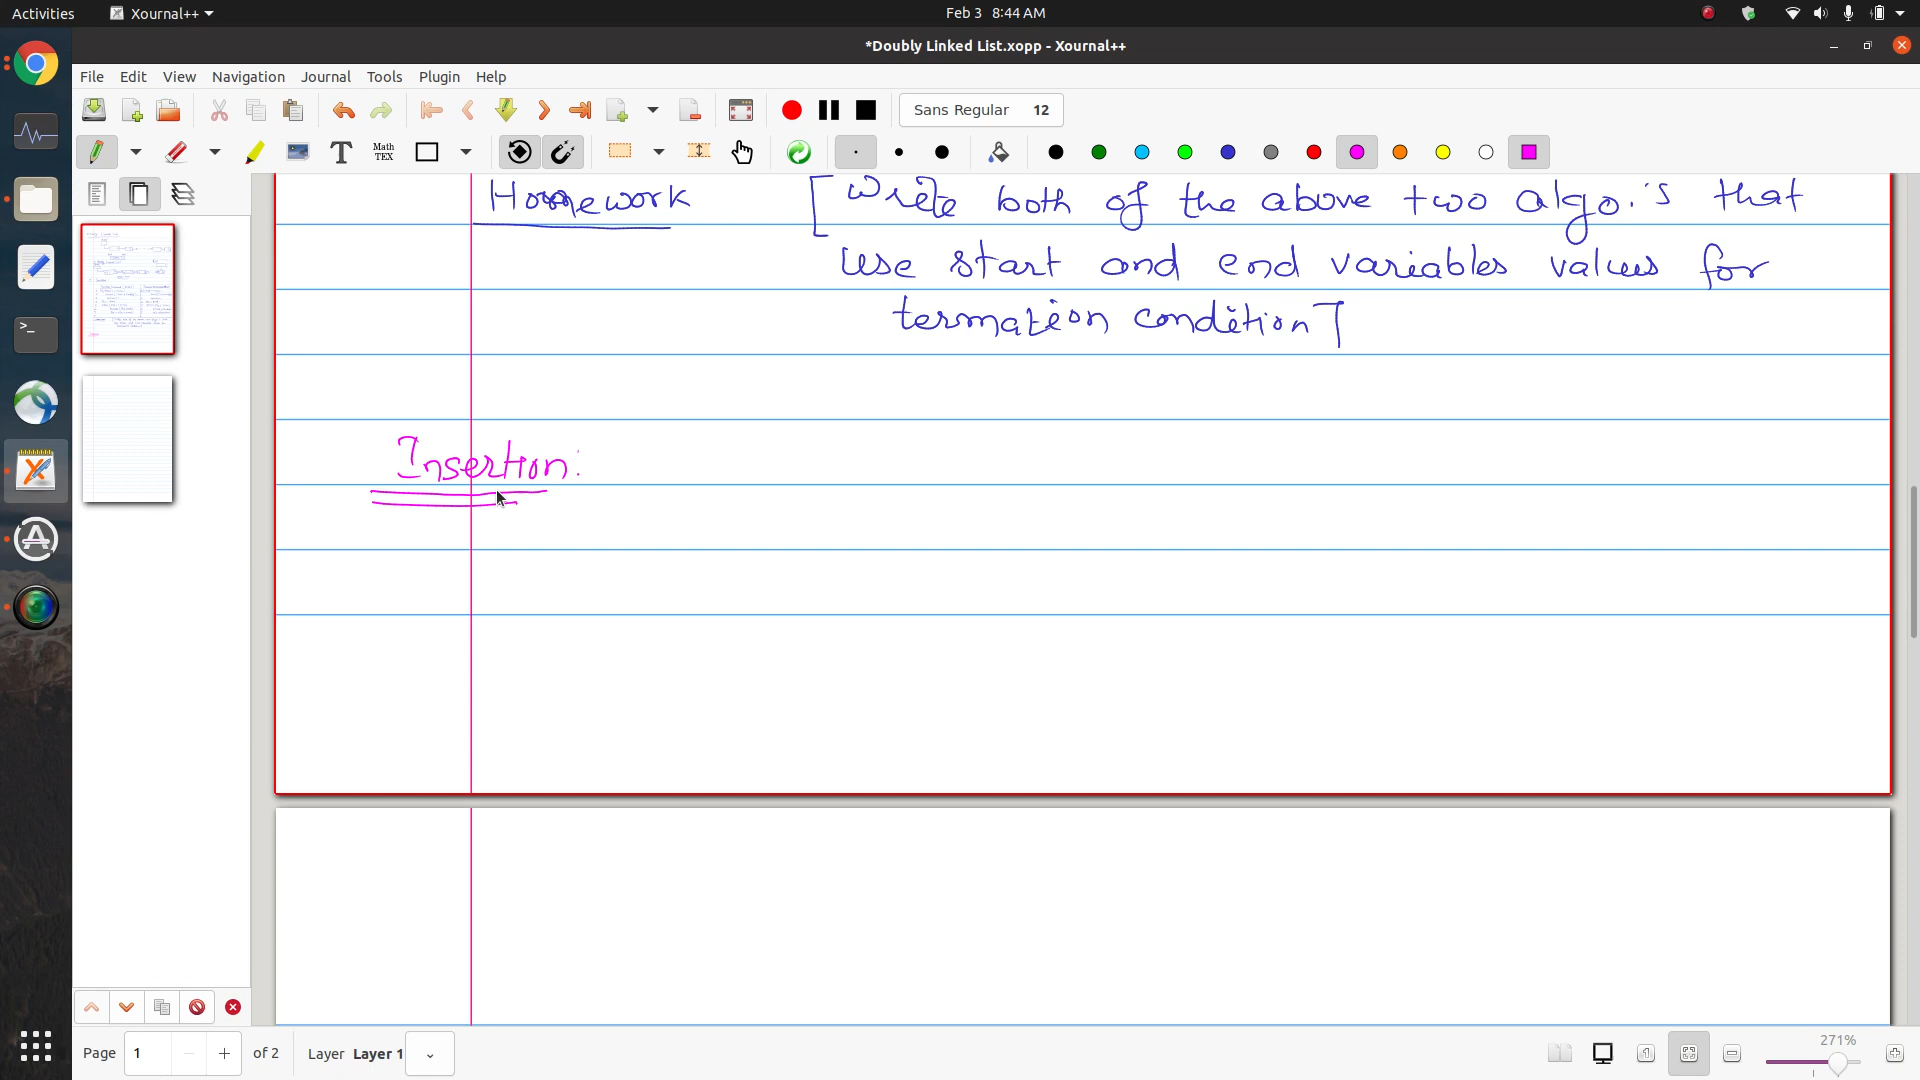 Activities
Xournal++
Feb 3 8:44 AM
*Doubly Linked List.xopp - Xournal++
File Edit View Navigation Journal Tools Plugin Help
Sans Regular 12
T
Math
TEX
Homework [Write both of the above two algo.'s that
use start and end variables values for
termation condition]
Insertion:
Page 1 of 2 Layer Layer 1
271%